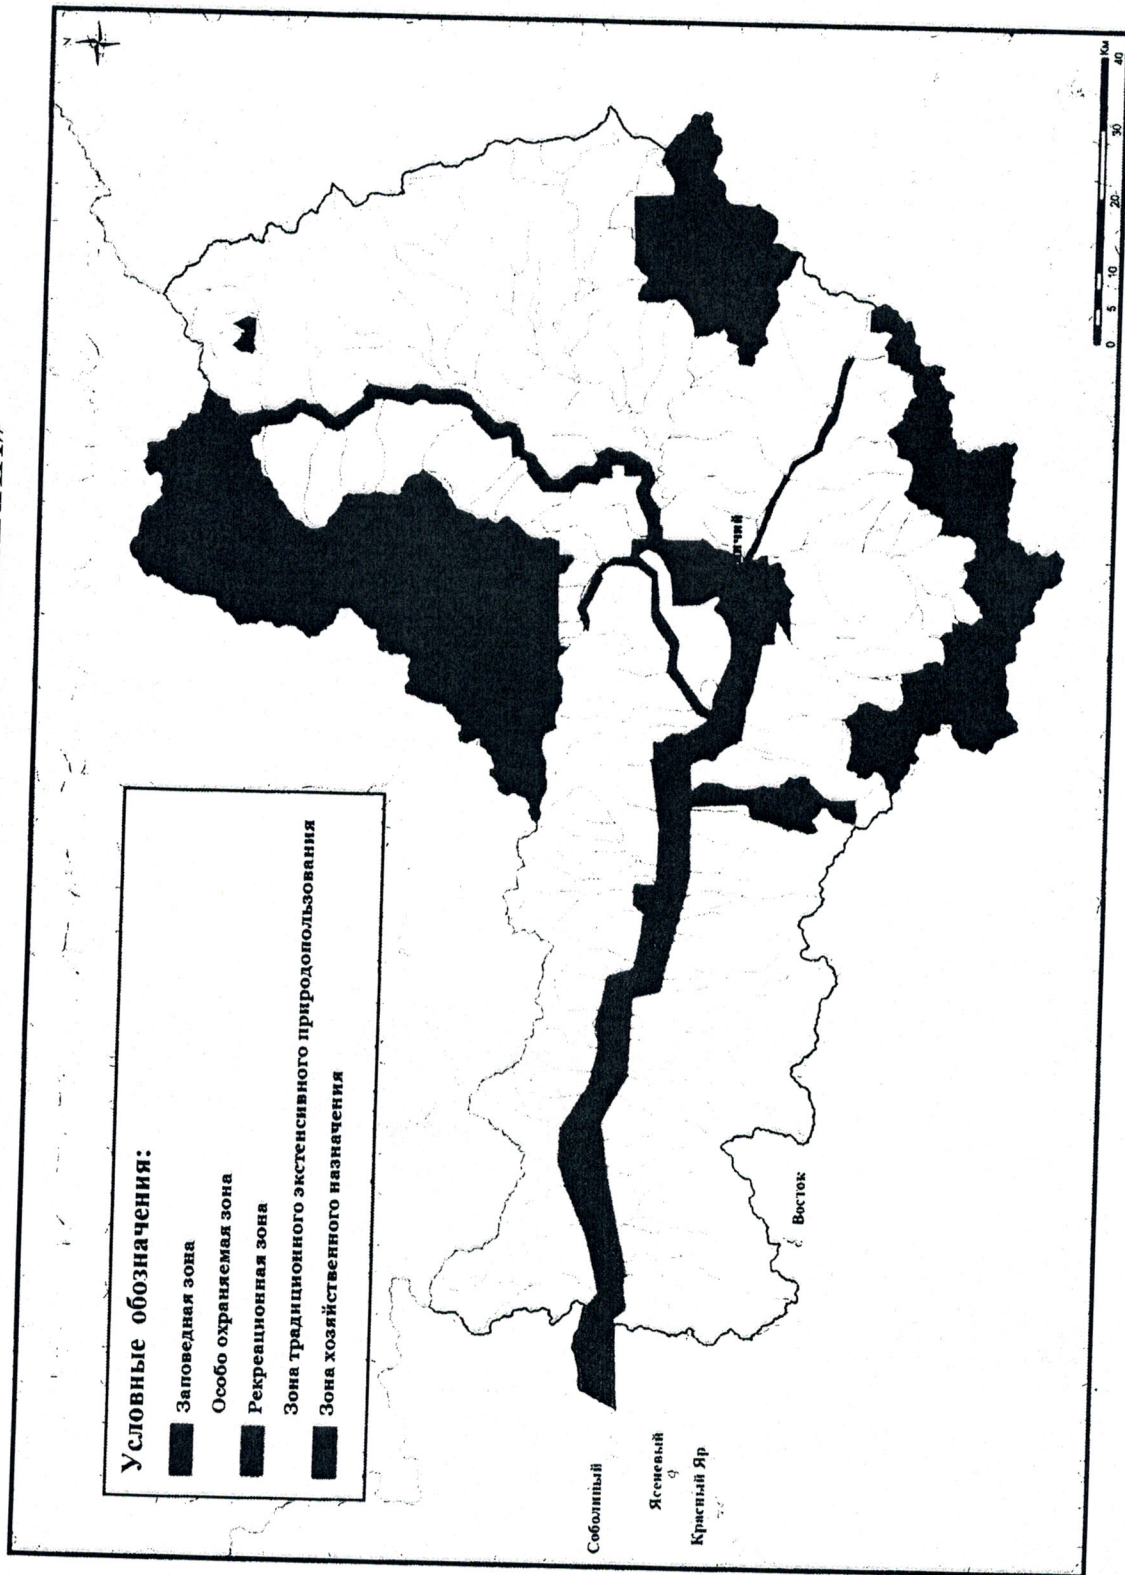 Условные обозначения:
Заповедная зона
Особо охраняемая зона
Рекреационная зона
Зона традиционного экстенсивного природопользования
Зона хозяйственного назначения
Соболиный
Ясеневый
Красный Яр
Восток
Км
0 5 10 20 30 40